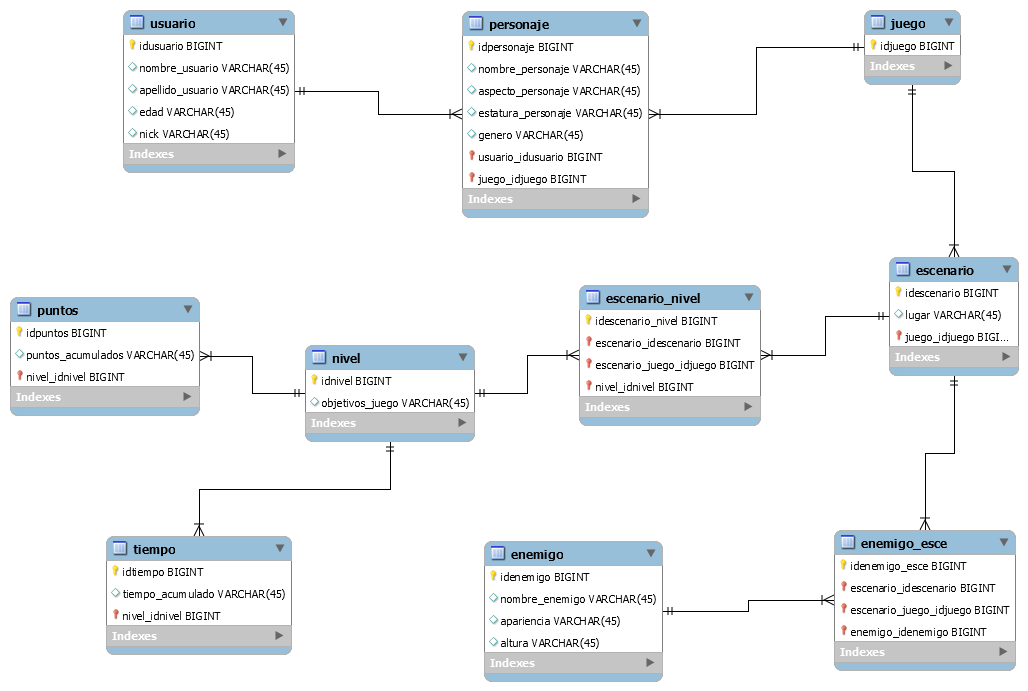 usuario
idusuario BIGINT
nombre_usuario VARCHAR(45)
apellido_usuario VARCHAR(45)
edad VARCHAR(45)
nick VARCHAR(45)
Indexes
personaje
idpersonaje BIGINT
nombre_personaje VARCHAR(45)
aspecto_personaje VARCHAR(45)
estatura_personaje VARCHAR(45)
genero VARCHAR(45)
usuario_idusuario BIGINT
juego_idjuego BIGINT
Indexes
juego
idjuego BIGINT
Indexes
escenario
idescenario BIGINT
lugar VARCHAR(45)
juego_idjuego BIGI...
Indexes
escenario_nivel
idescenario_nivel BIGINT
escenario_idescenario BIGINT
escenario_juego_idjuego BIGINT
nivel_idnivel BIGINT
Indexes
puntos
idpuntos BIGINT
puntos_acumulados VARCHAR(45)
nivel_idnivel BIGINT
Indexes
nivel
idnivel BIGINT
objetivos_juego VARCHAR(45)
Indexes
tiempo
idtiempo BIGINT
tiempo_acumulado VARCHAR(45)
nivel_idnivel BIGINT
Indexes
enemigo
idenemigo BIGINT
nombre_enemigo VARCHAR(45)
apariencia VARCHAR(45)
altura VARCHAR(45)
Indexes
enemigo_esce
idenemigo_esce BIGINT
escenario_idescenario BIGINT
escenario_juego_idjuego BIGINT
enemigo_idenemigo BIGINT
Indexes